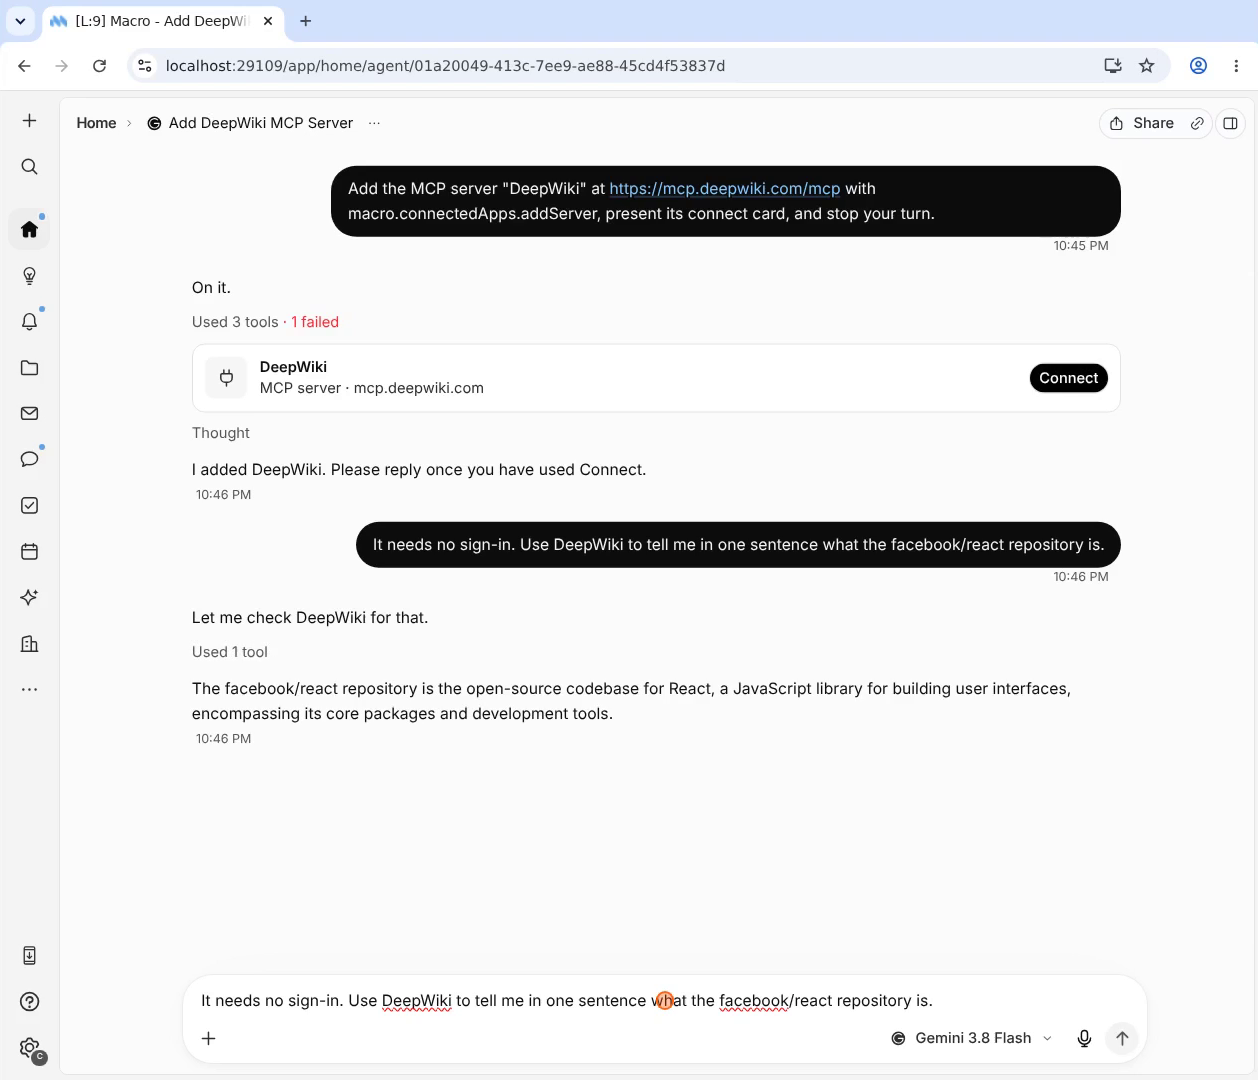 [L:9] Macro - Add DeepWi
localhost:29109/app/home/agent/01a20049-413c-7ee9-ae88-45cd4f53837d
Home
Add DeepWiki MCP Server
Share
Add the MCP server "DeepWiki" at https://mcp.deepwiki.com/mcp with
macro.connectedApps.addServer, present its connect card, and stop your turn.
10:45 PM
On it.
Used 3 tools · 1 failed
DeepWiki
MCP server · mcp.deepwiki.com
Connect
Thought
I added DeepWiki. Please reply once you have used Connect.
10:46 PM
It needs no sign-in. Use DeepWiki to tell me in one sentence what the facebook/react repository is.
10:46 PM
Let me check DeepWiki for that.
Used 1 tool
The facebook/react repository is the open-source codebase for React, a JavaScript library for building user interfaces,
encompassing its core packages and development tools.
10:46 PM
It needs no sign-in. Use DeepWiki to tell me in one sentence what the facebook/react repository is.
Gemini 3.8 Flash
C